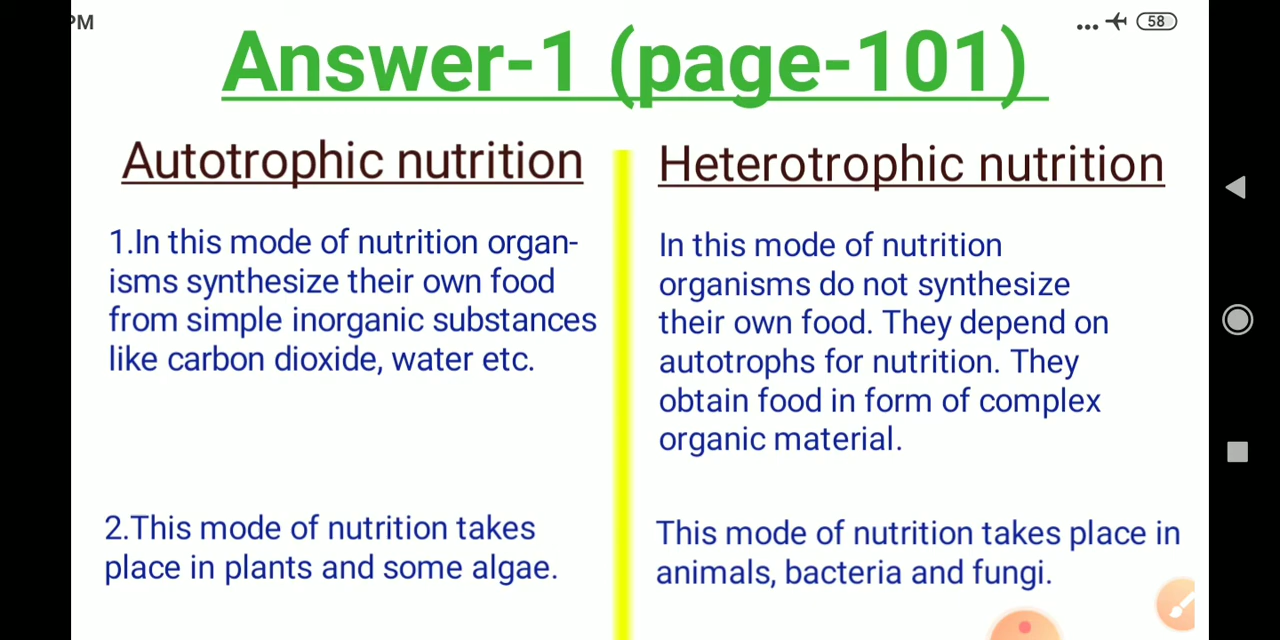 PM
... 58
Answer-1 (page-101)
Autotrophic nutrition
1.In this mode of nutrition organ-
isms synthesize their own food
from simple inorganic substances
like carbon dioxide, water etc.
2.This mode of nutrition takes
place in plants and some algae.
Heterotrophic nutrition
In this mode of nutrition
organisms do not synthesize
their own food. They depend on
autotrophs for nutrition. They
obtain food in form of complex
organic material.
This mode of nutrition takes place in
animals, bacteria and fungi.